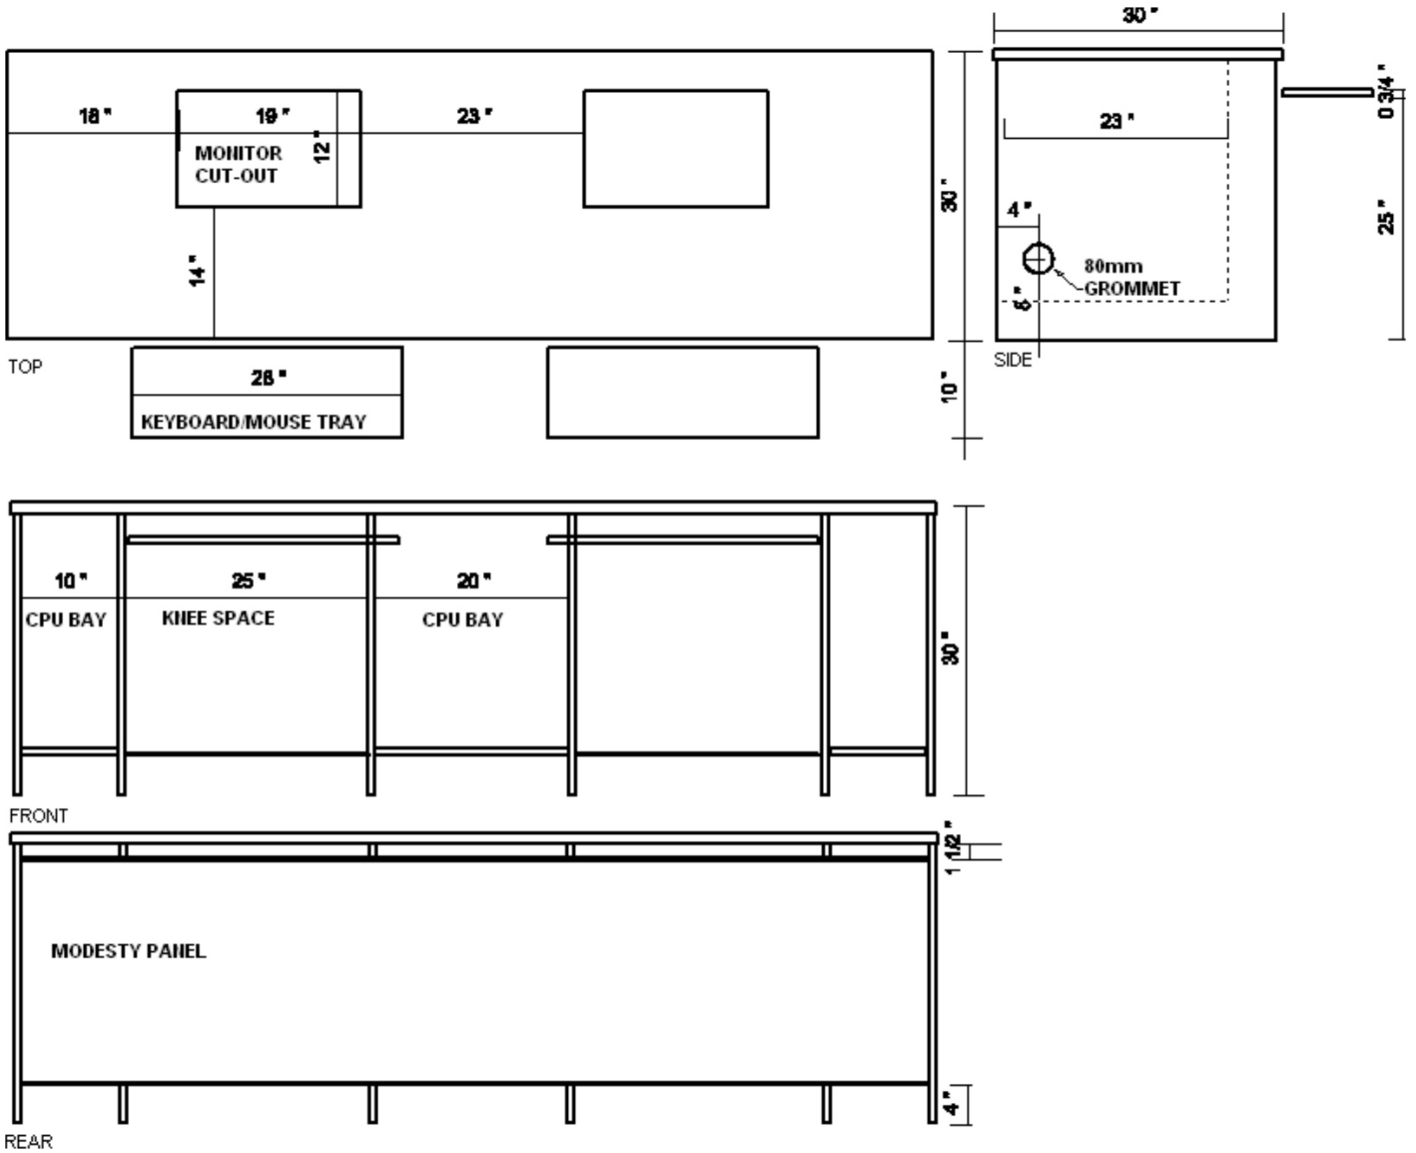 30 "
18 "
19 "
23 "
12 "
MONITOR
CUT-OUT
14 "
30 "
TOP
28 "
KEYBOARD/MOUSE TRAY
10 "
0 3/4 "
23 "
4 "
25 "
80mm
GROMMET
6 "
SIDE
10 "
25 "
20 "
CPU BAY
KNEE SPACE
CPU BAY
30 "
FRONT
1 1/2 "
MODESTY PANEL
4 "
REAR